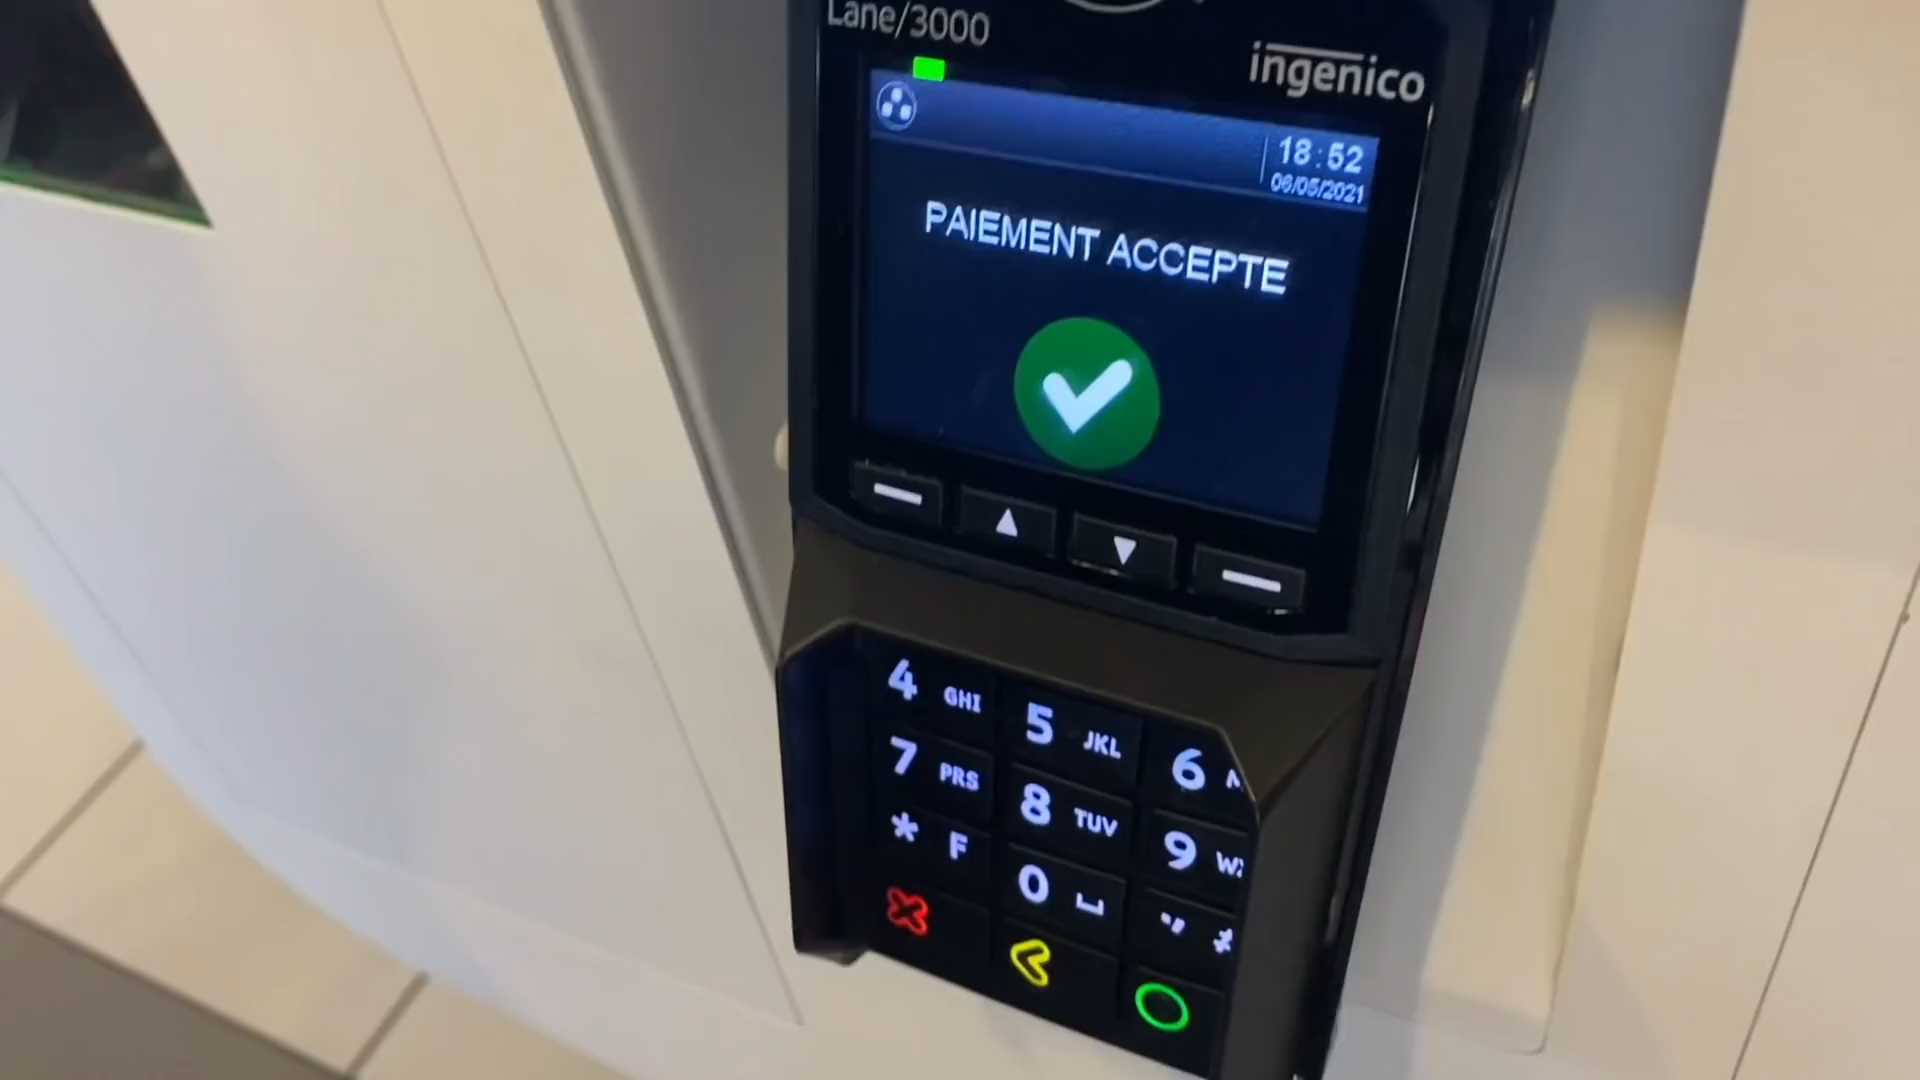 Lane/3000
ingenico
18:52
06/05/2021
PAIEMENT ACCEPTE
4 GHI 5 JKL 6
7 PRS 8 TUV 9
* F 0